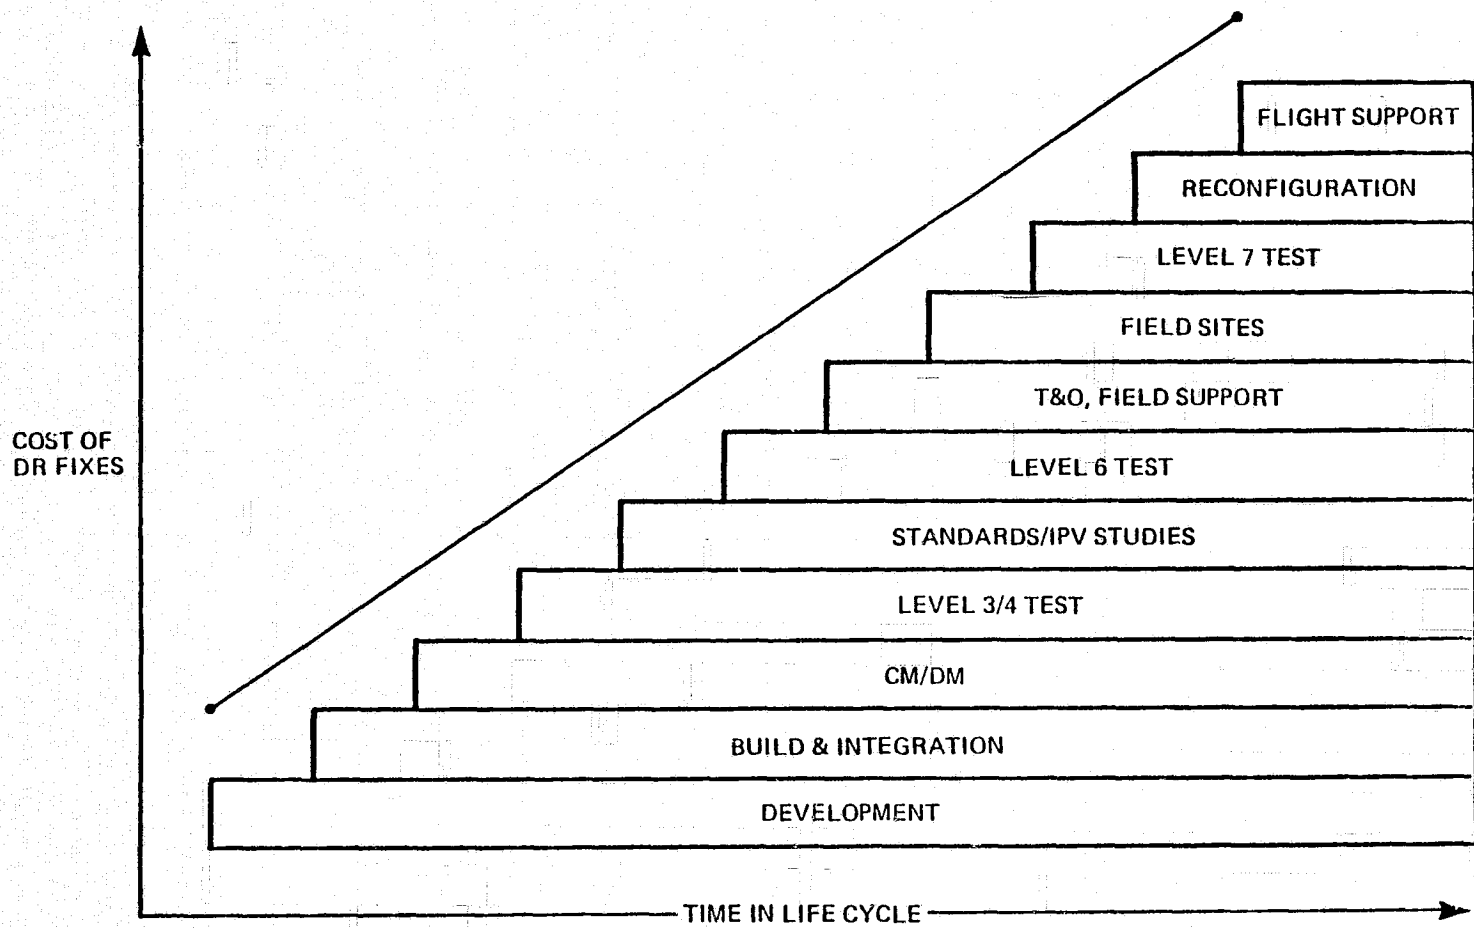 FLIGHT SUPPORT
RECONFIGURATION
LEVEL 7 TEST
FIELD SITES
T&O, FIELD SUPPORT
COST OF
DR FIXES
LEVEL 6 TEST
STANDARDS/IPV STUDIES
LEVEL 3/4 TEST
CM/DM
BUILD & INTEGRATION
DEVELOPMENT
TIME IN LIFE CYCLE